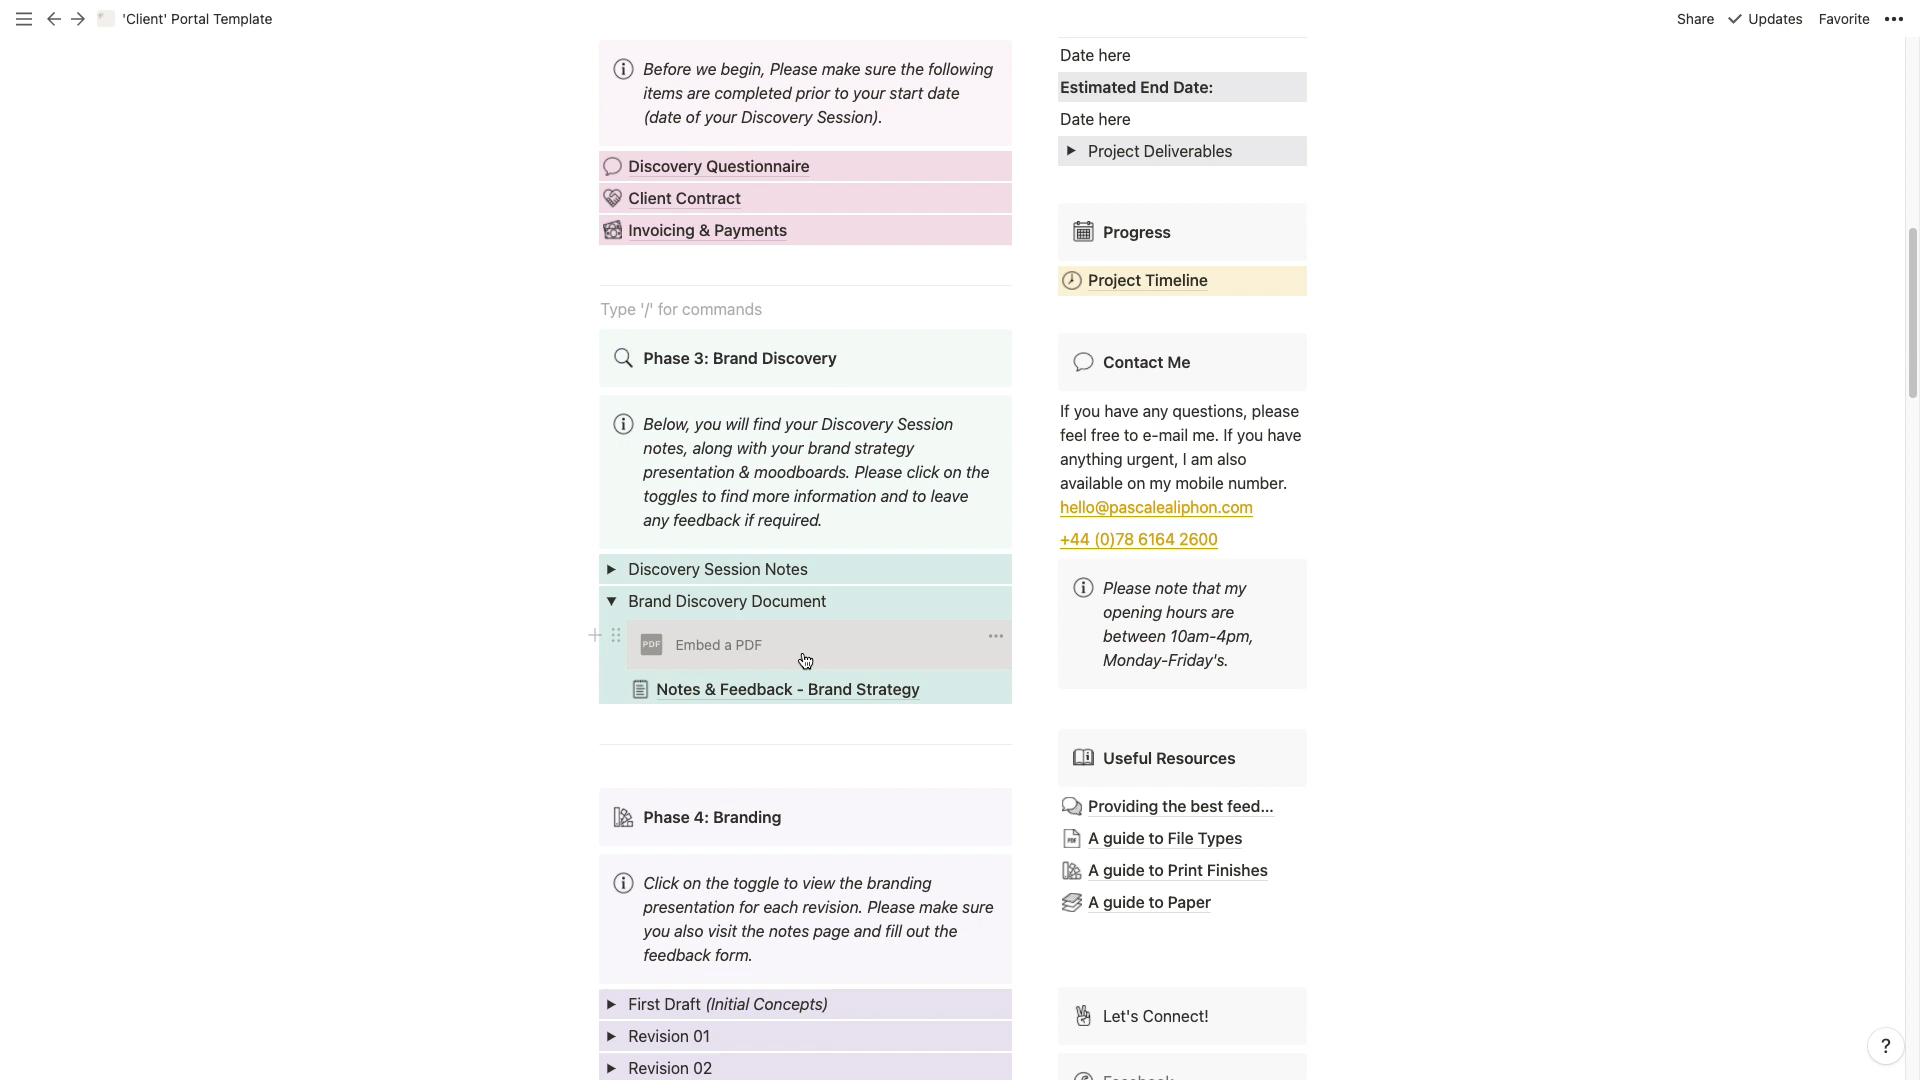 'Client' Portal Template
Share
Updates
Favorite
Before we begin, Please make sure the following
items are completed prior to your start date
(date of your Discovery Session).
Discovery Questionnaire
Client Contract
Invoicing & Payments
Type '/' for commands
Phase 3: Brand Discovery
Below, you will find your Discovery Session
notes, along with your brand strategy
presentation & moodboards. Please click on the
toggles to find more information and to leave
any feedback if required.
Discovery Session Notes
Brand Discovery Document
PDF
Embed a PDF
Notes & Feedback - Brand Strategy
Phase 4: Branding
Click on the toggle to view the branding
presentation for each revision. Please make sure
you also visit the notes page and fill out the
feedback form.
First Draft (Initial Concepts)
Revision 01
Revision 02
Date here
Estimated End Date:
Date here
Project Deliverables
Progress
Project Timeline
Contact Me
If you have any questions, please
feel free to e-mail me. If you have
anything urgent, I am also
available on my mobile number.
hello@pascalealiphon.com
+44 (0)78 6164 2600
Please note that my
opening hours are
between 10am-4pm,
Monday-Friday's.
Useful Resources
Providing the best feed...
A guide to File Types
A guide to Print Finishes
A guide to Paper
Let's Connect!
Facebook
?